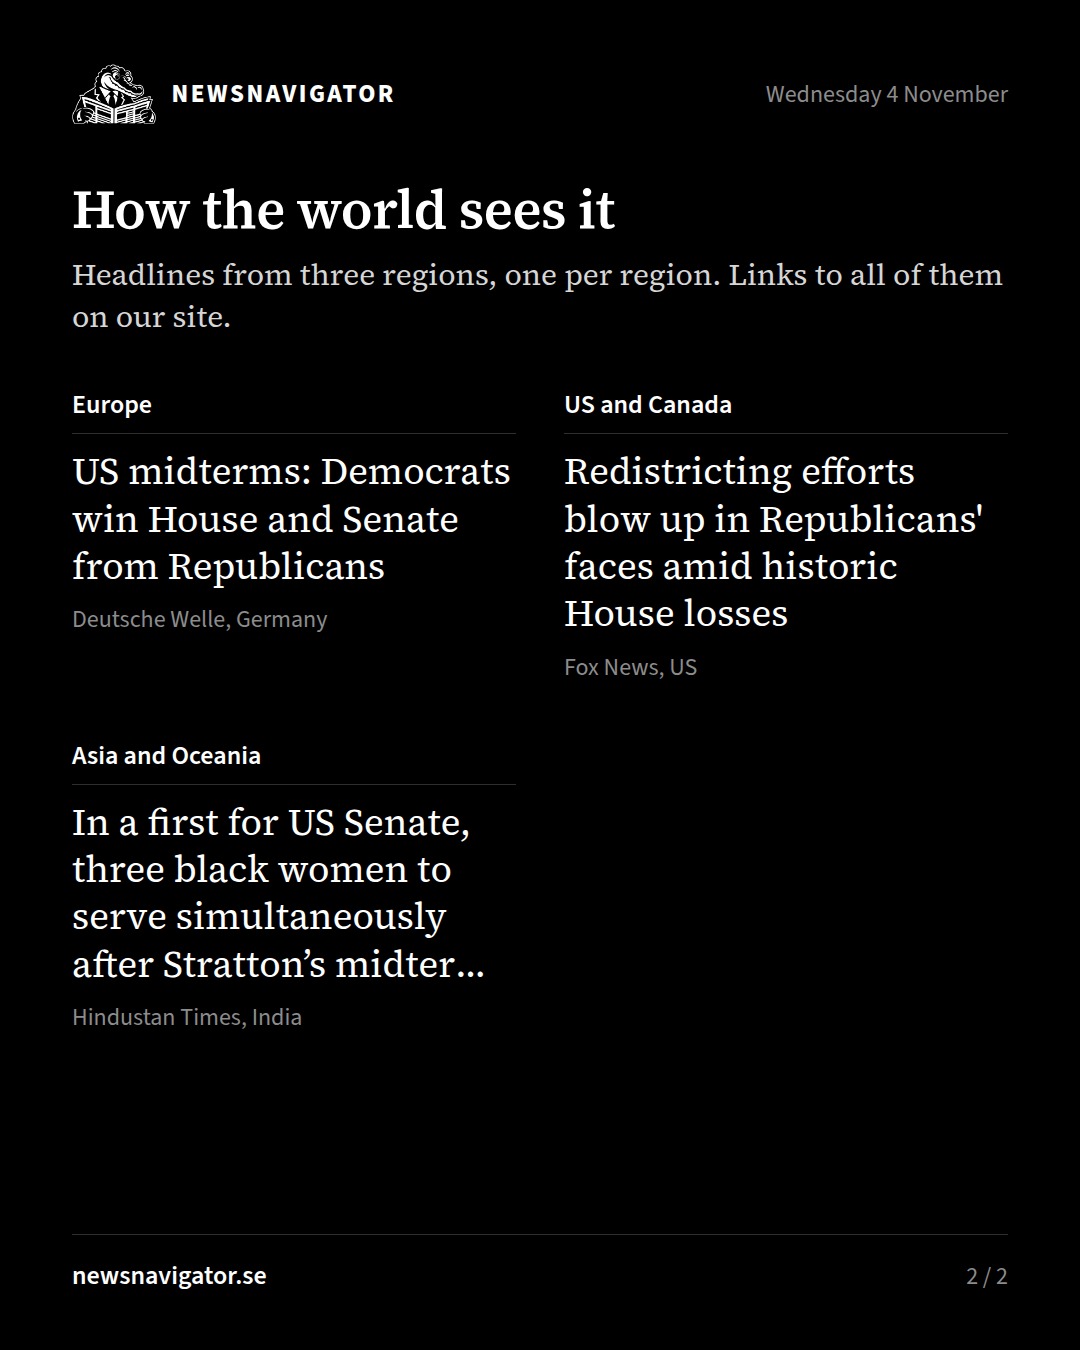 NEWSNAVIGATOR
Wednesday 4 November
How the world sees it
Headlines from three regions, one per region. Links to all of them
on our site.
Europe
US midterms: Democrats
win House and Senate
from Republicans
Deutsche Welle, Germany
US and Canada
Redistricting efforts
blow up in Republicans'
faces amid historic
House losses
Fox News, US
Asia and Oceania
In a first for US Senate,
three black women to
serve simultaneously
after Stratton’s midter...
Hindustan Times, India
newsnavigator.se
2 / 2